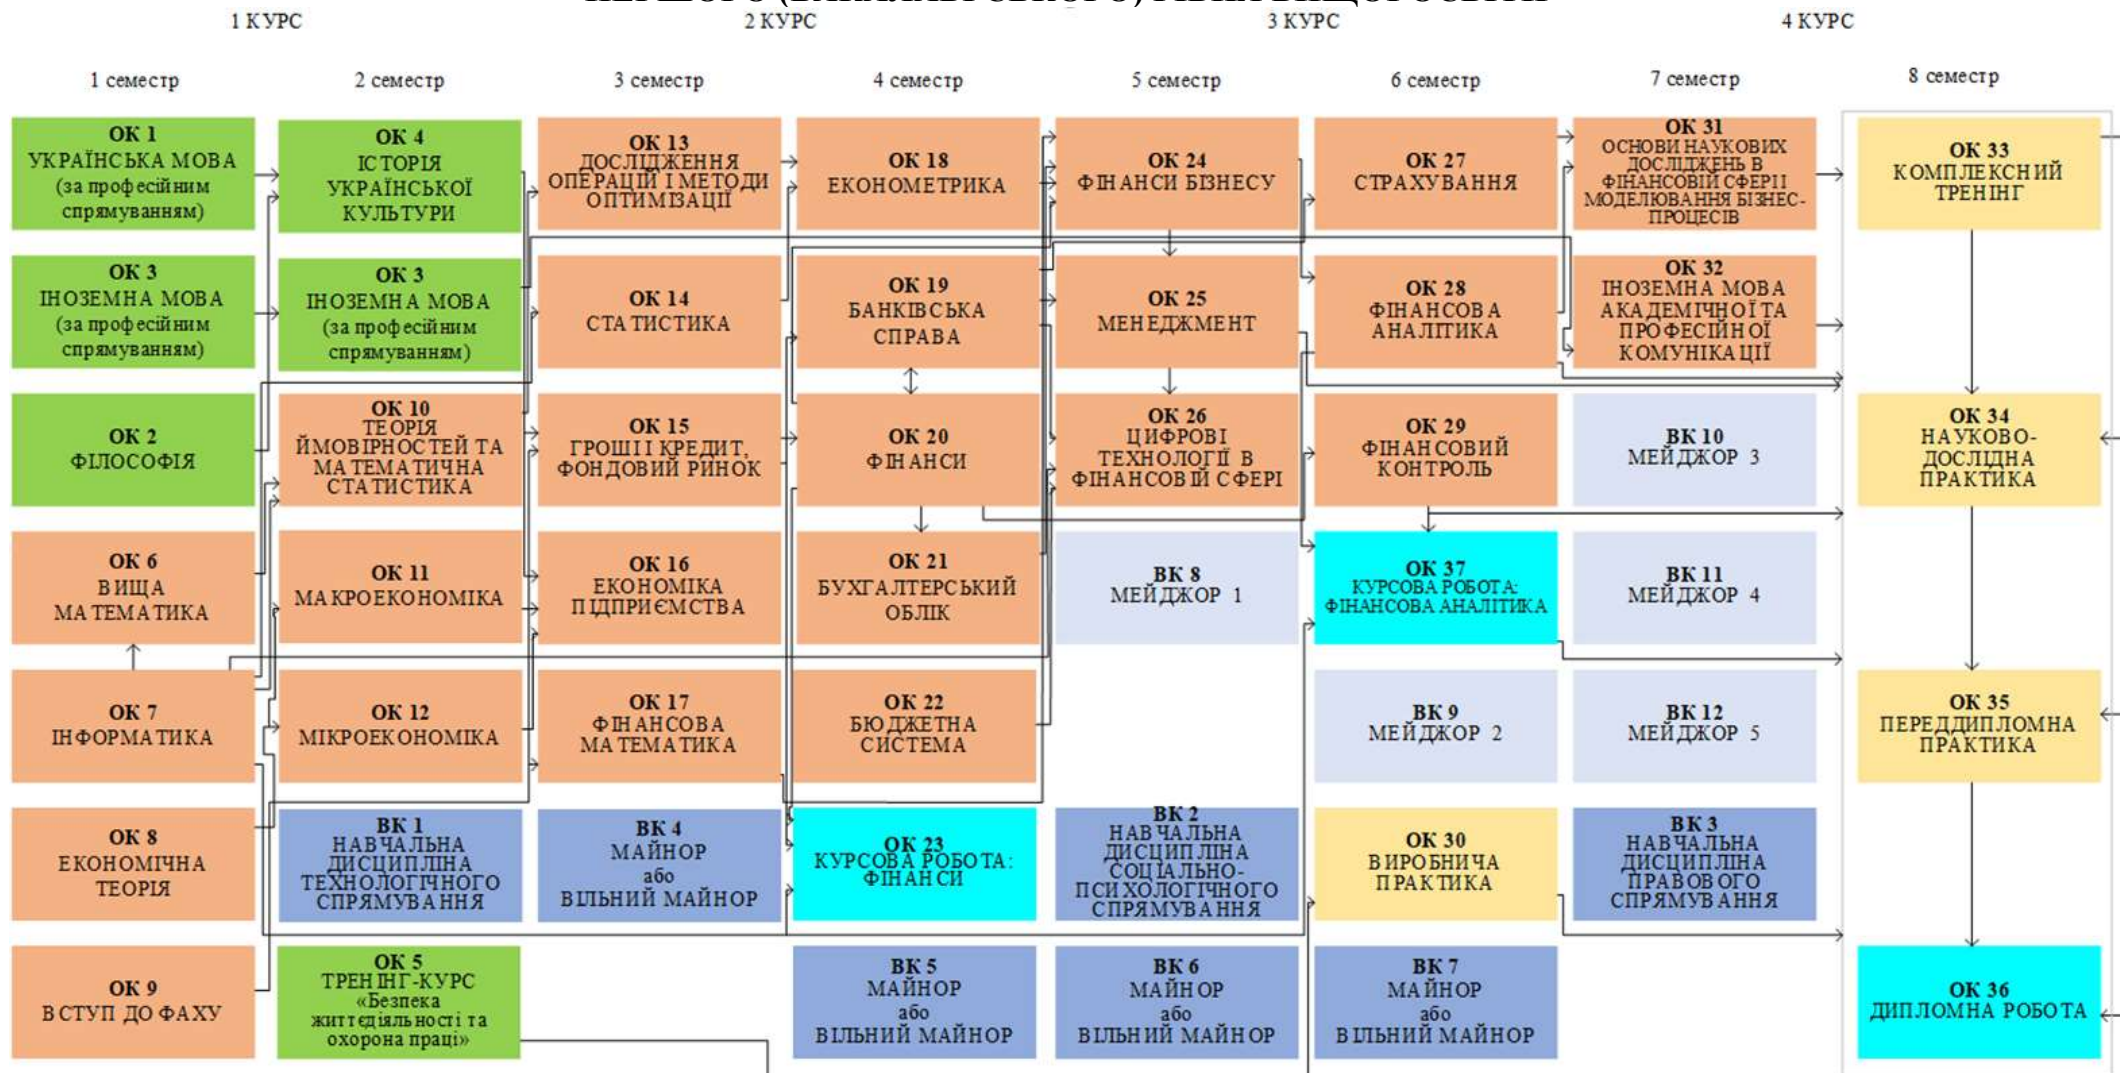 1 КУРС
2 КУРС
3 КУРС
4 КУРС
1 семестр
2 семестр
3 семестр
4 семестр
5 семестр
6 семестр
7 семестр
8 семестр
ОК 1
УКРАЇНСЬКА МОВА
(за професійним
спрямуванням)
ОК 3
ІНОЗЕМНА МОВА
(за професійним
спрямуванням)
ОК 2
ФІЛОСОФІЯ
ОК 6
ВИЩА
МАТЕМАТИКА
ОК 7
ІНФОРМАТИКА
ОК 8
ЕКОНОМІЧНА
ТЕОРІЯ
ОК 9
ВСТУП ДО ФАХУ
ОК 4
ІСТОРІЯ
УКРАЇНСЬКОЇ
КУЛЬТУРИ
ОК 3
ІНОЗЕМНА МОВА
(за професійним
спрямуванням)
ОК 10
ТЕОРІЯ
ЙМОВІРНОСТЕЙ ТА
МАТЕМАТИЧНА
СТАТИСТИКА
ОК 11
МАКРОЕКОНОМІКА
ОК 12
МІКРОЕКОНОМІКА
ВК 1
НАВЧАЛЬНА
ДИСЦИПЛІНА
ТЕХНОЛОГІЧНОГО
СПРЯМУВАННЯ
ОК 5
ТРЕНІНГ-КУРС
«Безпека
життєдіяльності та
охорона праці»
ОК 13
ДОСЛІДЖЕННЯ
ОПЕРАЦІЙ І МЕТОДИ
ОПТИМІЗАЦІЇ
ОК 14
СТАТИСТИКА
ОК 15
ГРОШІ І КРЕДИТ,
ФОНДОВИЙ РИНОК
ОК 16
ЕКОНОМІКА
ПІДПРИЄМСТВА
ОК 17
ФІНАНСОВА
МАТЕМАТИКА
ВК 4
МАЙНОР
або
ВІЛЬНИЙ МАЙНОР
ОК 18
ЕКОНОМЕТРИКА
ОК 19
БАНКІВСЬКА
СПРАВА
ОК 20
ФІНАНСИ
ОК 21
БУХГАЛТЕРСЬКИЙ
ОБЛІК
ОК 22
БЮДЖЕТНА
СИСТЕМА
ОК 23
КУРСОВА РОБОТА:
ФІНАНСИ
ВК 5
МАЙНОР
або
ВІЛЬНИЙ МАЙНОР
ОК 24
ФІНАНСИ БІЗНЕСУ
ОК 25
МЕНЕДЖМЕНТ
ОК 26
ЦИФРОВІ
ТЕХНОЛОГІЇ В
ФІНАНСОВІЙ СФЕРІ
ВК 8
МЕЙДЖОР 1
ВК 2
НАВЧАЛЬНА
ДИСЦИПЛІНА
СОЦІАЛЬНО-
ПСИХОЛОГІЧНОГО
СПРЯМУВАННЯ
ВК 6
МАЙНОР
або
ВІЛЬНИЙ МАЙНОР
ОК 27
СТРАХУВАННЯ
ОК 28
ФІНАНСОВА
АНАЛІТИКА
ОК 29
ФІНАНСОВИЙ
КОНТРОЛЬ
ОК 37
КУРСОВА РОБОТА:
ФІНАНСОВА АНАЛІТИКА
ВК 9
МЕЙДЖОР 2
ОК 30
ВИРОБНИЧА
ПРАКТИКА
ВК 7
МАЙНОР
або
ВІЛЬНИЙ МАЙНОР
ОК 31
ОСНОВИ НАУКОВИХ
ДОСЛІДЖЕНЬ В
ФІНАНСОВІЙ СФЕРІ І
МОДЕЛЮВАННЯ БІЗНЕС-
ПРОЦЕСІВ
ОК 32
ІНОЗЕМНА МОВА
АКАДЕМІЧНОЇ ТА
ПРОФЕСІЙНОЇ
КОМУНІКАЦІЇ
ВК 10
МЕЙДЖОР 3
ВК 11
МЕЙДЖОР 4
ВК 12
МЕЙДЖОР 5
ВК 3
НАВЧАЛЬНА
ДИСЦИПЛІНА
ПРАВОВОГО
СПРЯМУВАННЯ
ОК 33
КОМПЛЕКСНИЙ
ТРЕНІНГ
ОК 34
НАУКОВО-
ДОСЛІДНА
ПРАКТИКА
ОК 35
ПЕРЕДДИПЛОМНА
ПРАКТИКА
ОК 36
ДИПЛОМНА РОБОТА